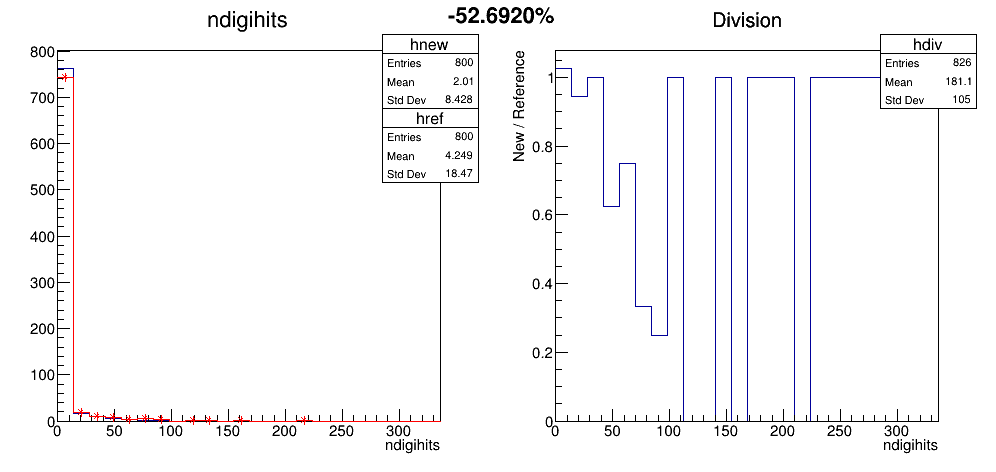 -52.6920%
ndigihits
hnew
Entries 800
Mean 2.01
Std Dev 8.428
href
Entries 800
Mean 4.249
Std Dev 18.47
800
700
600
500
400
300
200
100
0
0 50 100 150 200 250 300
ndigihits
Division
hdiv
Entries 826
Mean 181.1
Std Dev 105
New / Reference
1
0.8
0.6
0.4
0.2
0
0 50 100 150 200 250 300
ndigihits